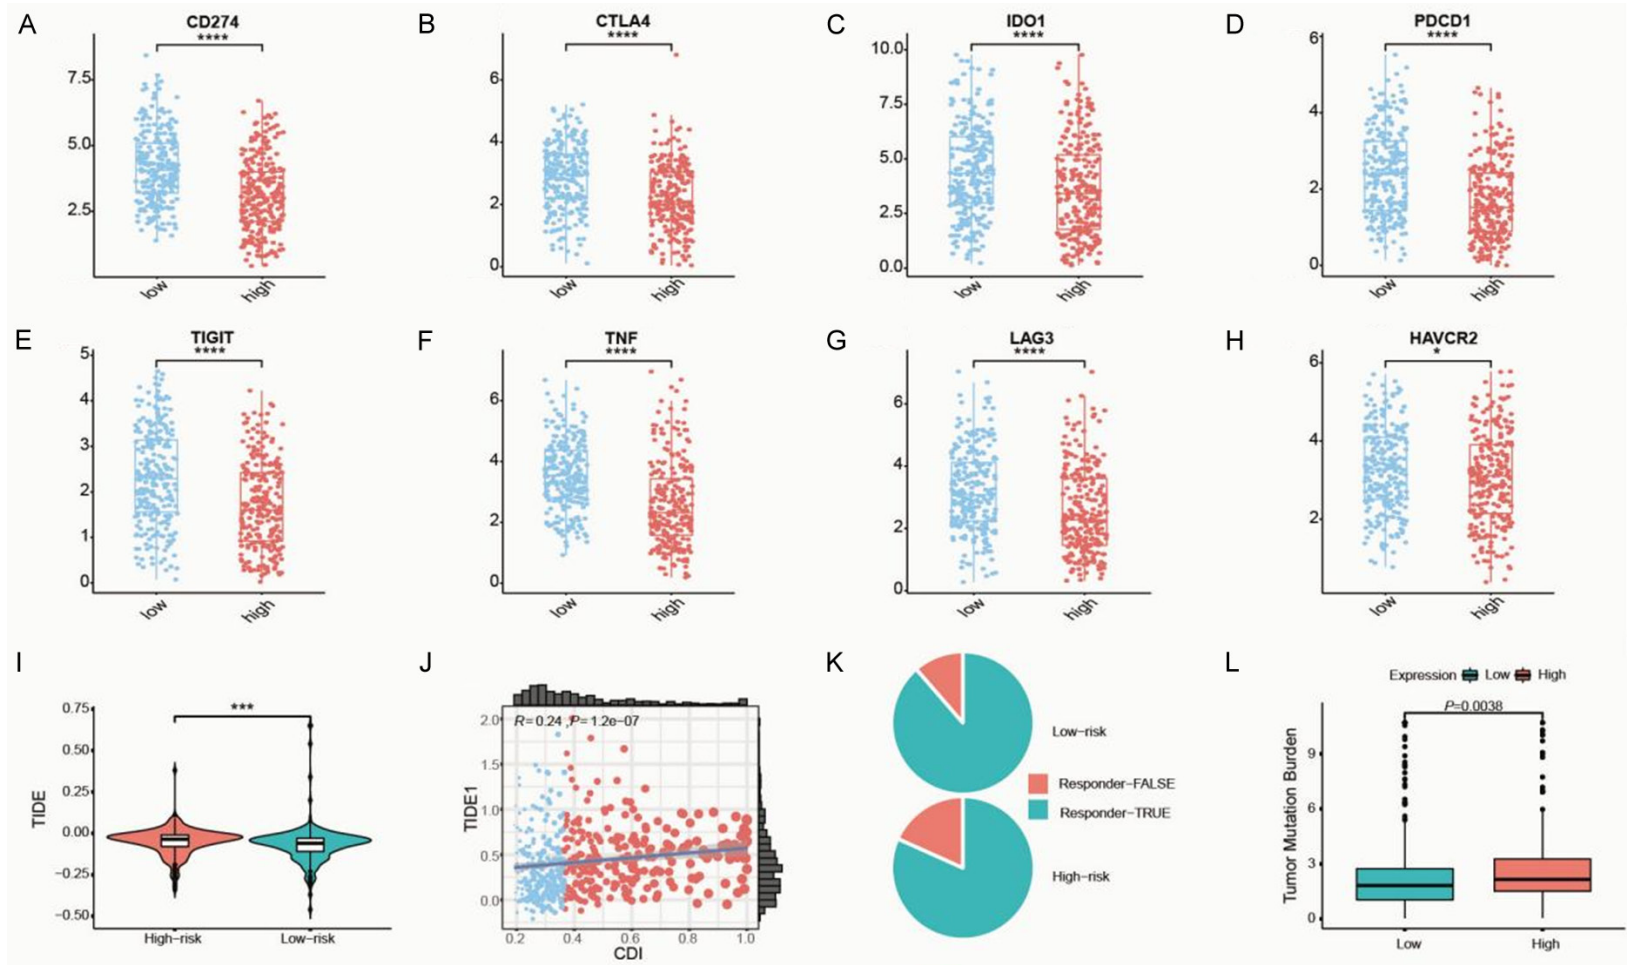 A
CD274
****
7.5
5.0
2.5
low
high
B
CTLA4
****
6
4
2
0
low
high
C
IDO1
****
10.0
7.5
5.0
2.5
0.0
low
high
D
PDCD1
****
6
4
2
0
low
high
E
TIGIT
****
5
4
3
2
1
0
low
high
F
TNF
****
6
4
2
0
low
high
G
LAG3
****
6
4
2
0
low
high
H
HAVCR2
*
6
4
2
low
high
I
***
TIDE
0.75
0.50
0.25
0.00
−0.25
−0.50
High−risk
Low−risk
J
R=0.24 ,P=1.2e−07
TIDE1
2.0
1.5
1.0
0.5
0.0
0.2
0.4
0.6
0.8
1.0
CDI
K
Low−risk
Responder−FALSE
Responder−TRUE
High−risk
L
Expression Low High
P=0.0038
Tumor Mutation Burden
9
6
3
0
Low
High